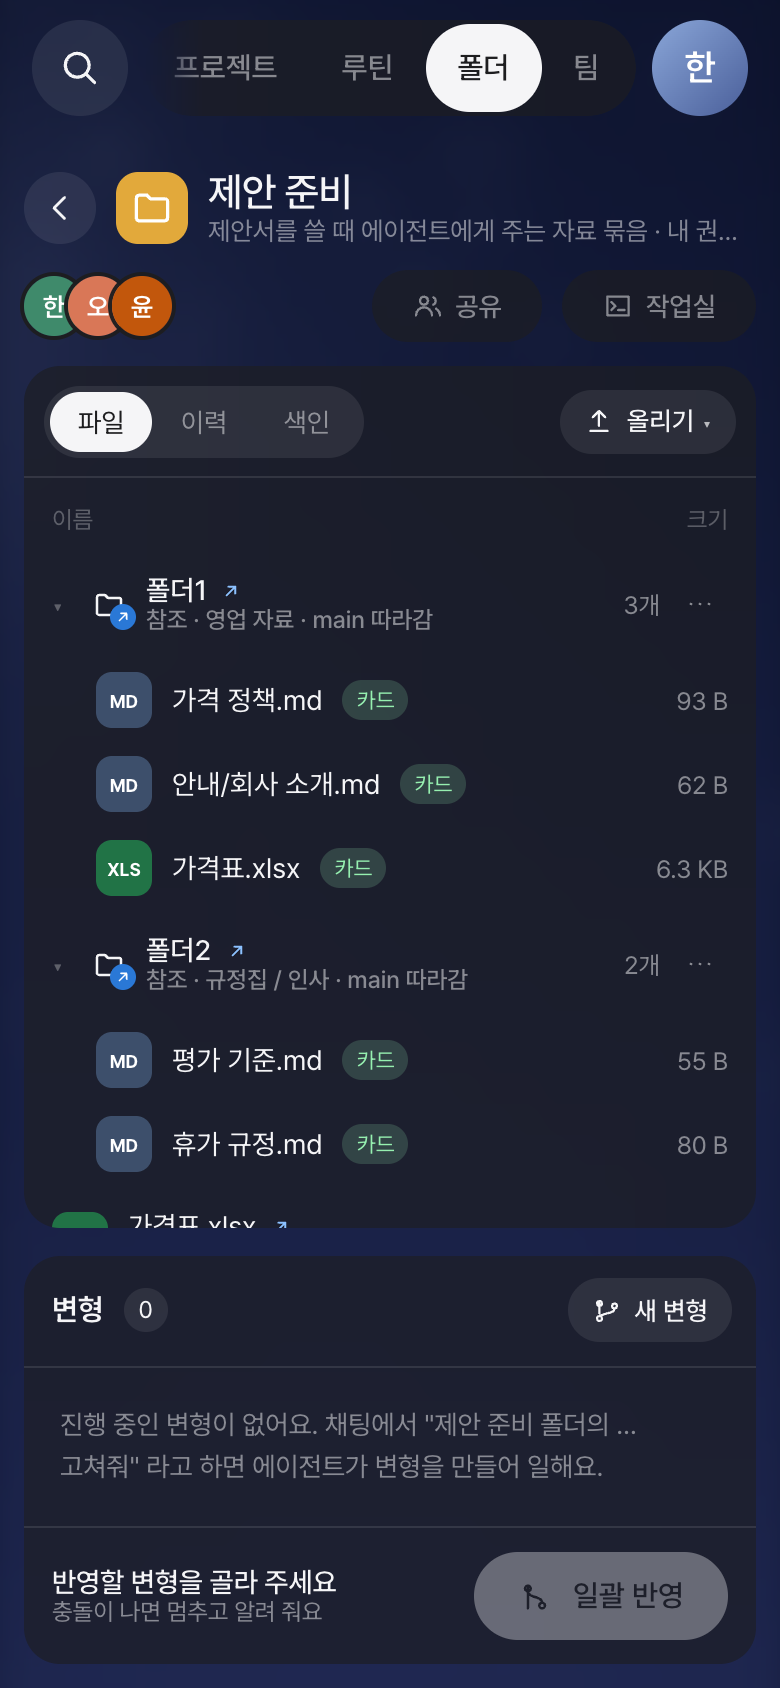 프로젝트 루틴 폴더 팀 한
제안 준비
제안서를 쓸 때 에이전트에게 주는 자료 묶음 · 내 권...
한 오 윤 공유 작업실
파일 이력 색인 올리기
이름 크기
폴더1
참조 · 영업 자료 · main 따라감
3개
MD 가격 정책.md 카드 93 B
MD 안내/회사 소개.md 카드 62 B
XLS 가격표.xlsx 카드 6.3 KB
폴더2
참조 · 규정집 / 인사 · main 따라감
2개
MD 평가 기준.md 카드 55 B
MD 휴가 규정.md 카드 80 B
가격표.xlsx
변형 0 새 변형
진행 중인 변형이 없어요. 채팅에서 "제안 준비 폴더의 ...
고쳐줘" 라고 하면 에이전트가 변형을 만들어 일해요.
반영할 변형을 골라 주세요
충돌이 나면 멈추고 알려 줘요
일괄 반영